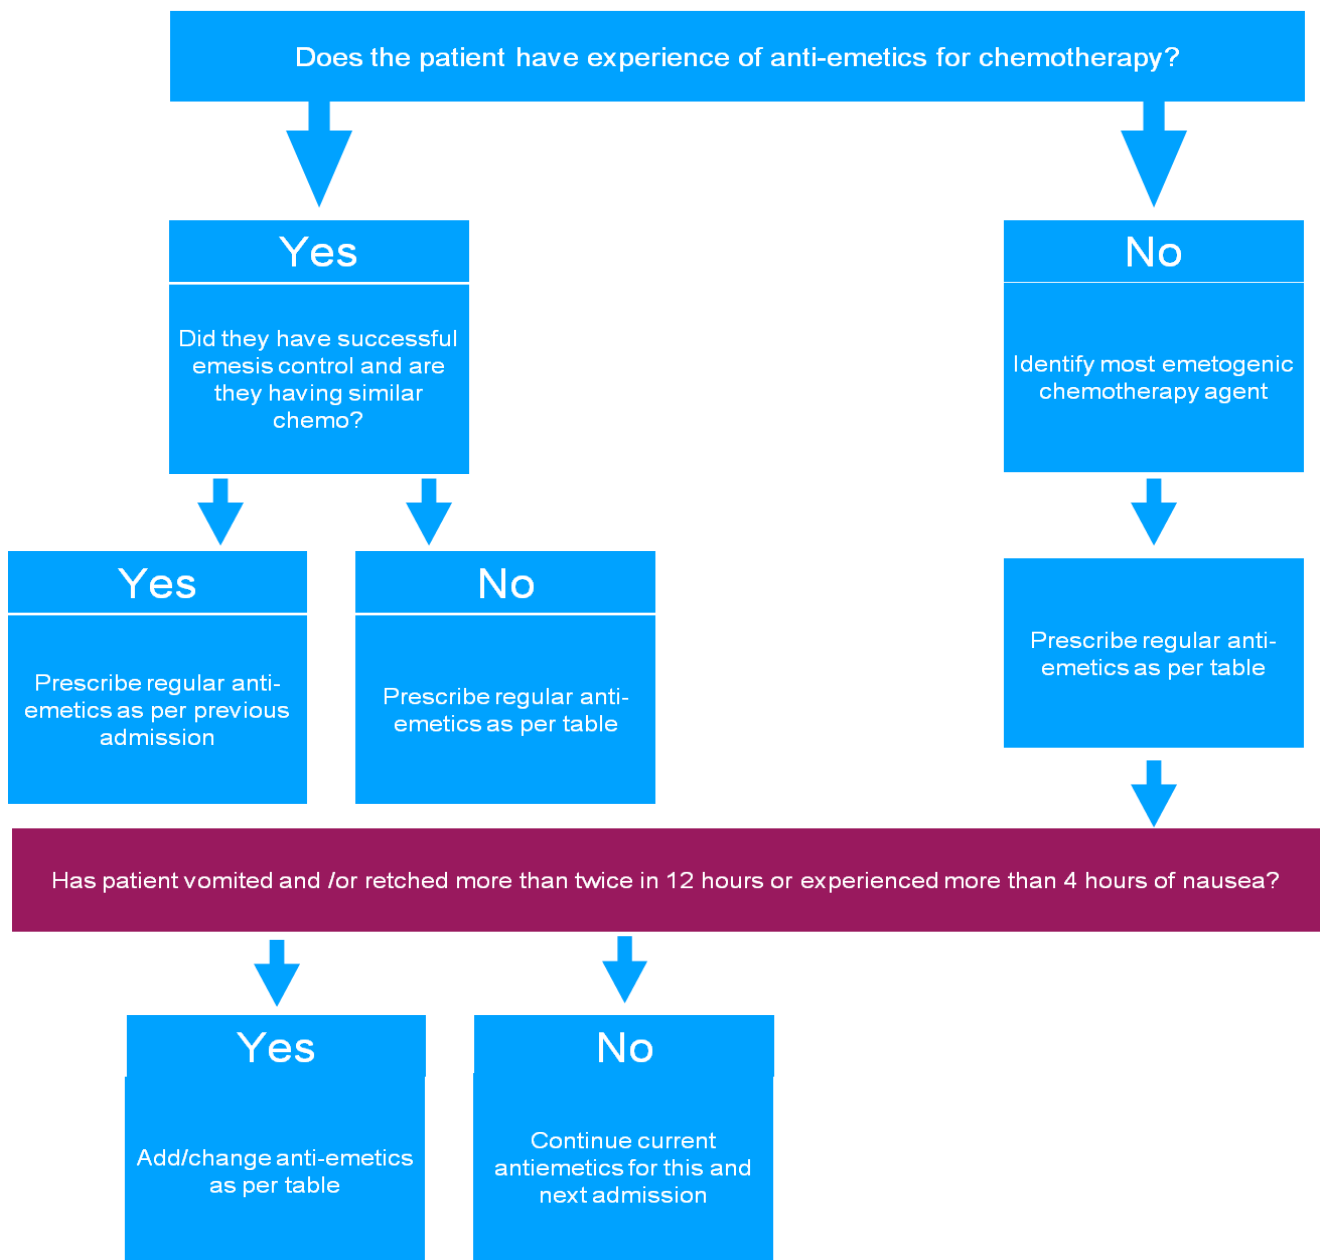 Does the patient have experience of anti-emetics for chemotherapy?
Yes
Did they have successful
emesis control and are
they having similar
chemo?
No
Identify most emetogenic
chemotherapy agent
Yes
Prescribe regular anti-
emetics as per previous
admission
No
Prescribe regular anti-
emetics as per table
Prescribe regular anti-
emetics as per table
Has patient vomited and /or retched more than twice in 12 hours or experienced more than 4 hours of nausea?
Yes
Add/change anti-emetics
as per table
No
Continue current
antiemetics for this and
next admission